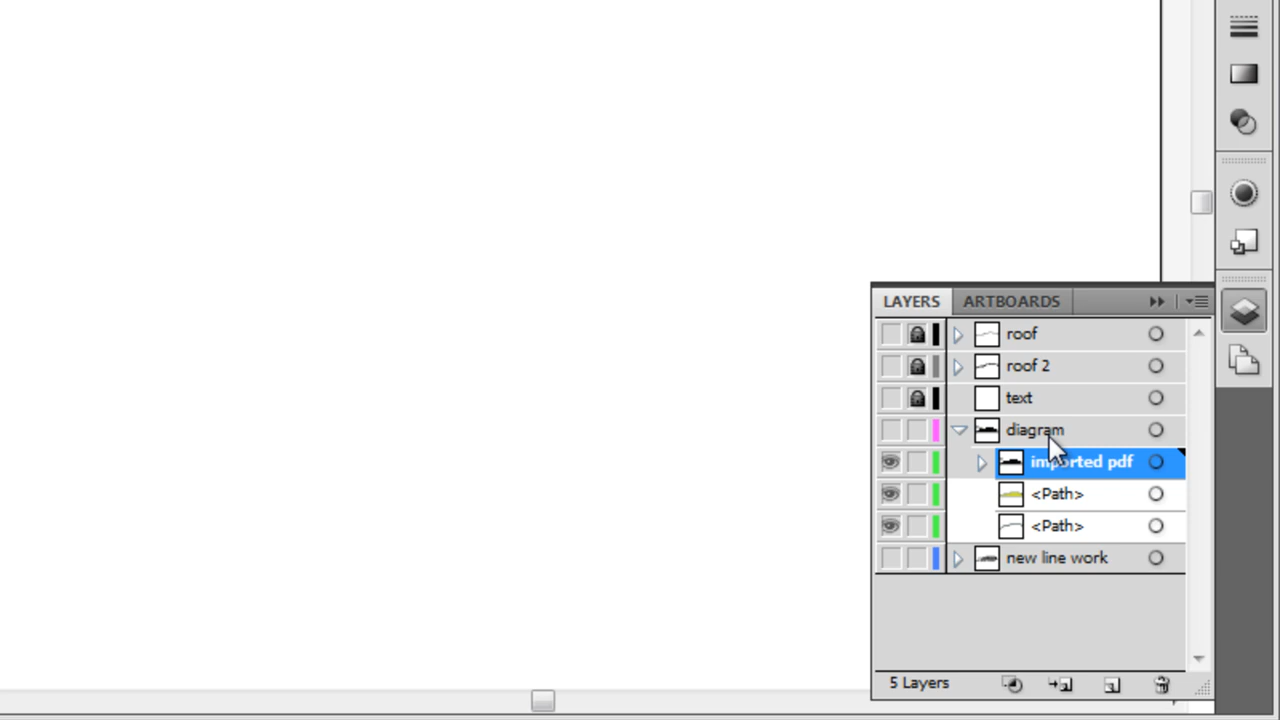 LAYERS ARTBOARDS
roof
roof 2
text
diagram
imported pdf
<Path>
<Path>
new line work
5 Layers